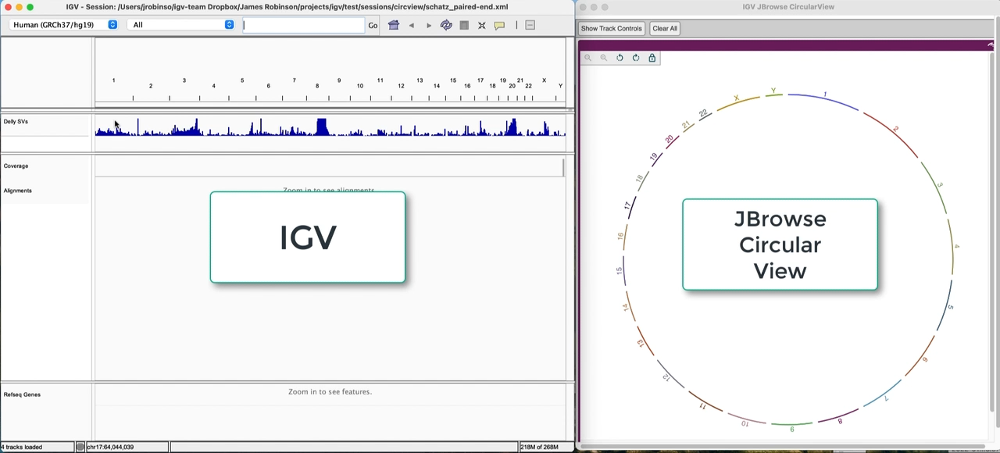 IGV - Session: /Users/jrobinso/igv-team Dropbox/James Robinson/projects/igv/test/sessions/circview/schatz_paired-end.xml
Human (GRCh37/hg19)
All
Go
1 2 3 4 5 6 7 8 9 10 11 12 13 14 15 16 17 18 19 20 21 22 X Y
Delly SVs
Coverage
Alignments
Zoom in to see alignments.
IGV
Refseq Genes
Zoom in to see features.
4 tracks loaded
chr17:64,044,039
218M of 268M
IGV JBrowse CircularView
Show Track Controls
Clear All
1
2
3
4
5
6
7
8
9
10
11
12
13
14
15
16
17
18
19
20
21
22
X
Y
JBrowse
Circular
View